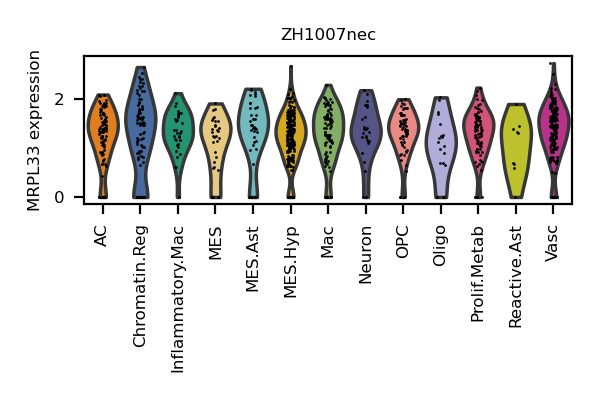 ZH1007nec
MRPL33 expression
2
0
AC
Chromatin.Reg
Inflammatory.Mac
MES
MES.Ast
MES.Hyp
Mac
Neuron
OPC
Oligo
Prolif.Metab
Reactive.Ast
Vasc